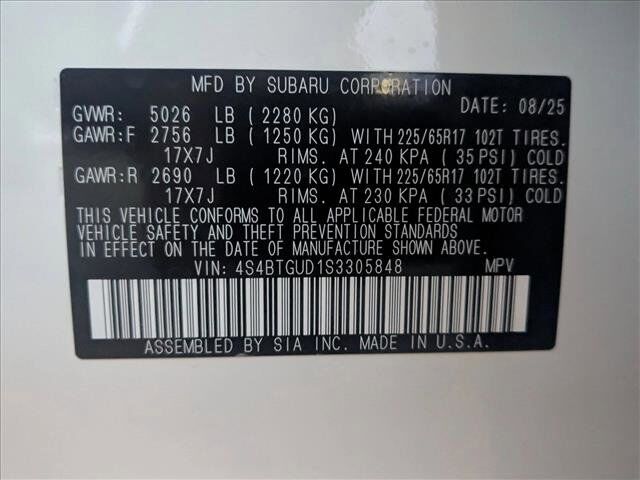 MFD BY SUBARU CORPORATION
DATE: 08/25
GVWR: 5026 LB ( 2280 KG)
GAWR:F 2756 LB ( 1250 KG) WITH 225/65R17 102T TIRES.
17X7J RIMS. AT 240 KPA ( 35 PSI) COLD
GAWR:R 2690 LB ( 1220 KG) WITH 225/65R17 102T TIRES.
17X7J RIMS. AT 230 KPA ( 33 PSI) COLD
THIS VEHICLE CONFORMS TO ALL APPLICABLE FEDERAL MOTOR
VEHICLE SAFETY AND THEFT PREVENTION STANDARDS
IN EFFECT ON THE DATE OF MANUFACTURE SHOWN ABOVE.
VIN: 4S4BTGUD1S3305848 MPV
ASSEMBLED BY SIA INC. MADE IN U.S.A.